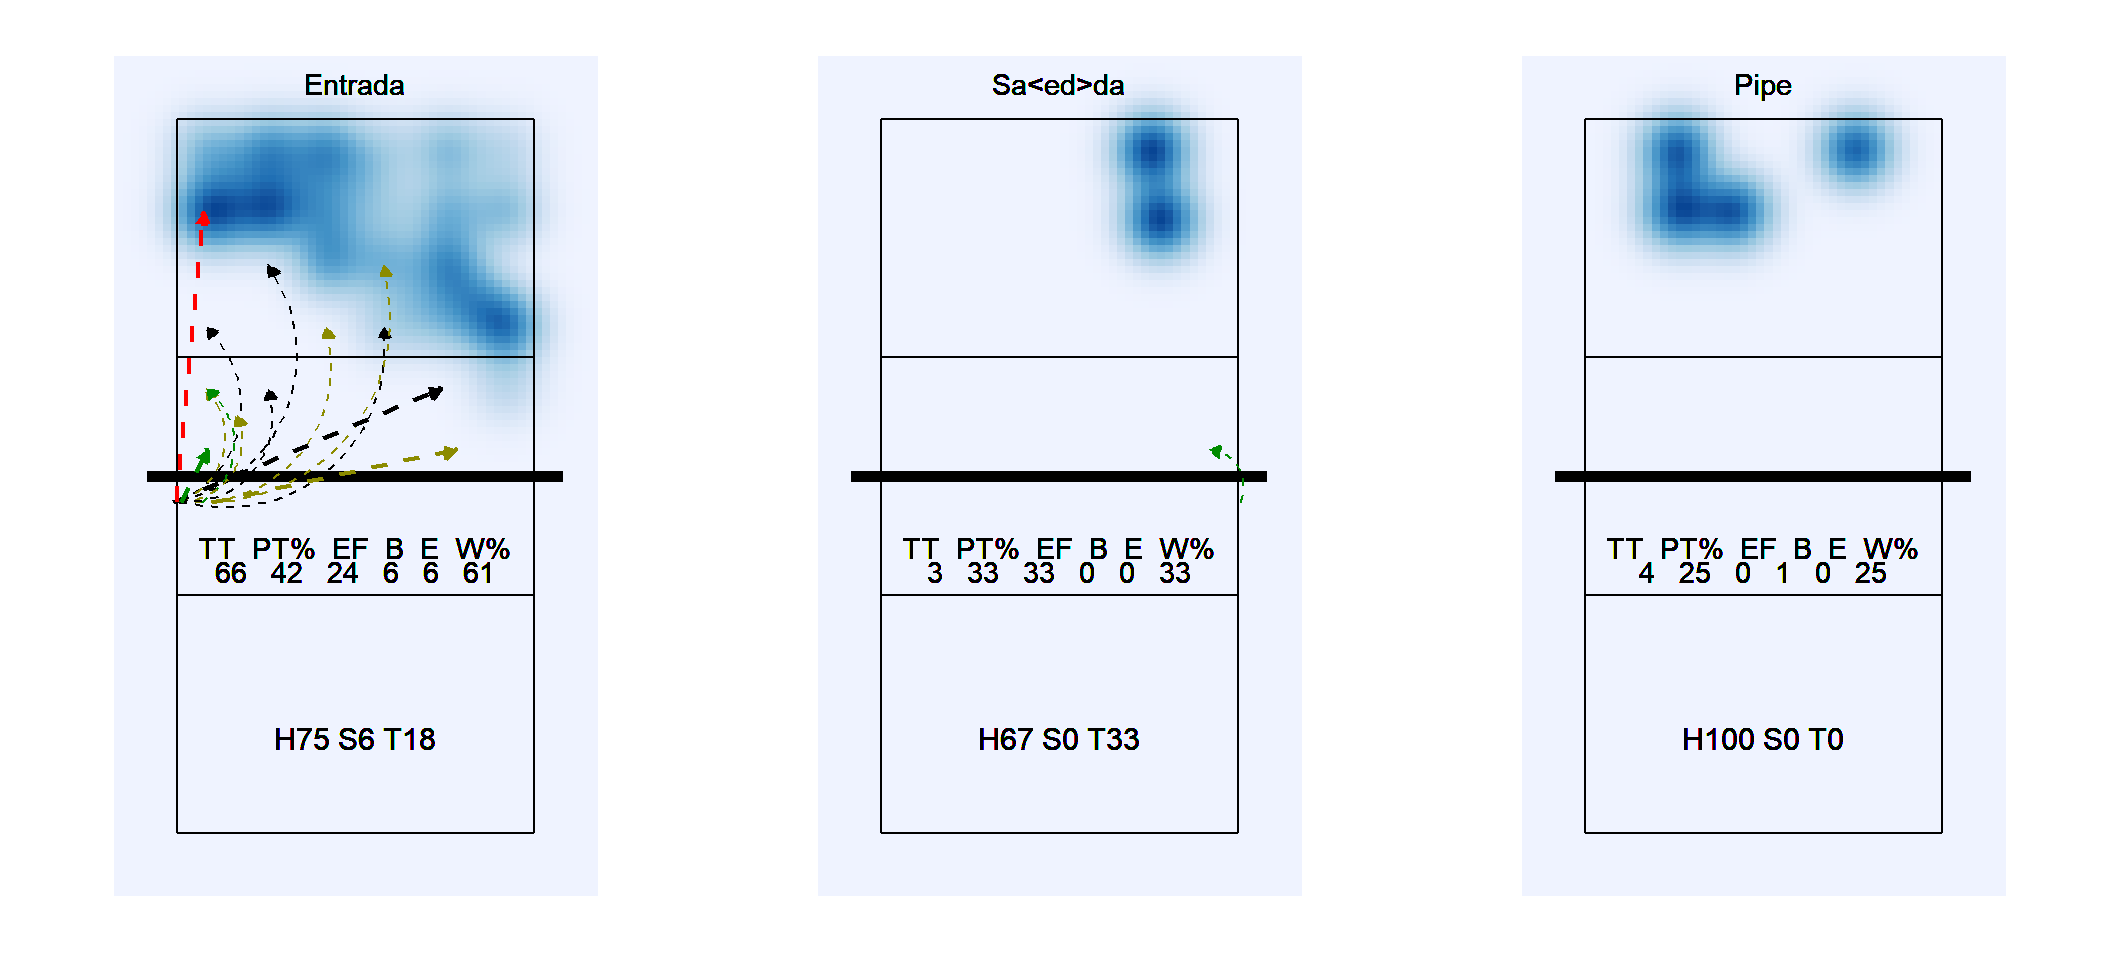 Entrada
TT PT% EF B E W%
66 42 24 6 6 61
H75 S6 T18
Sa<ed>da
TT PT% EF B E W%
3 33 33 0 0 33
H67 S0 T33
Pipe
TT PT% EF B E W%
4 25 0 1 0 25
H100 S0 T0